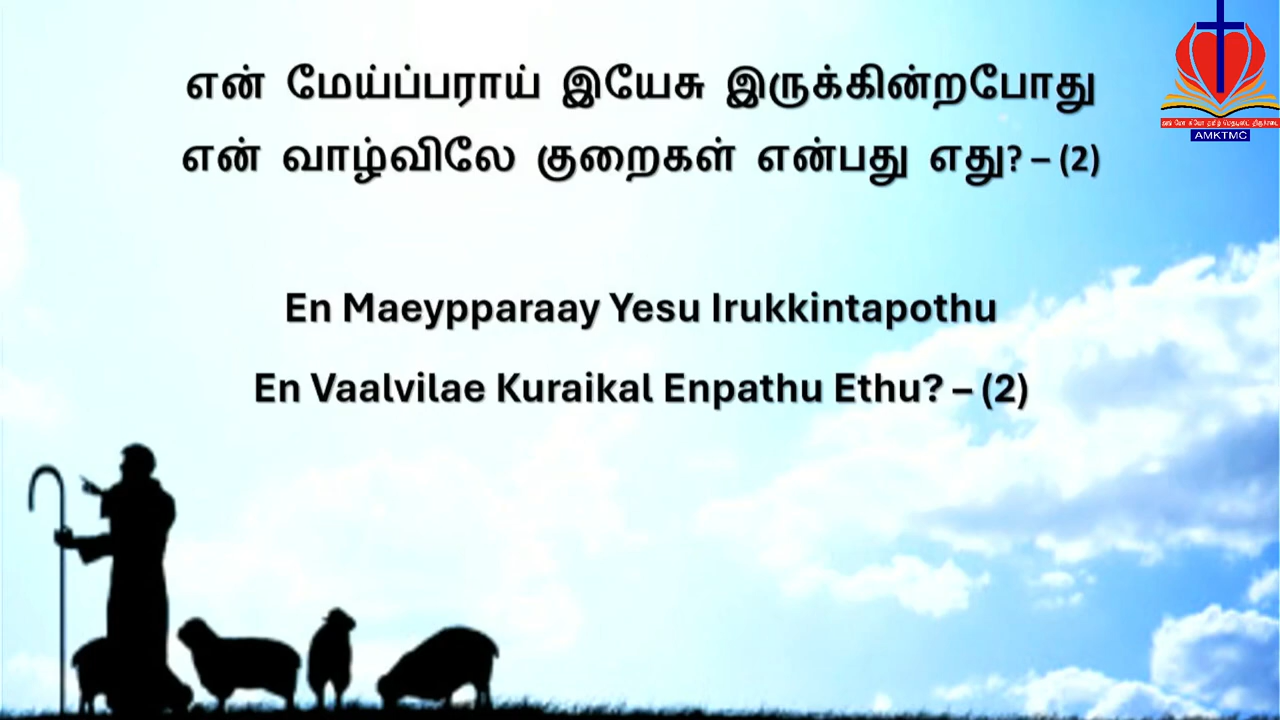 என் மேய்ப்பராய் இயேசு இருக்கின்றபோது
என் வாழ்விலே குறைகள் என்பது எது? – (2)
En Maeypparaay Yesu Irukkintapothu
En Vaalvilae Kuraikal Enpathu Ethu? – (2)
AMKTMC